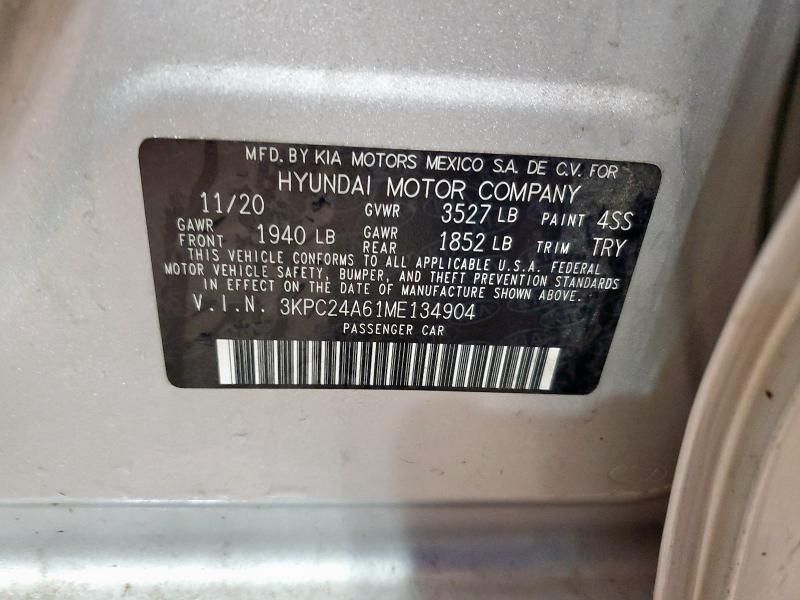 MFD. BY KIA MOTORS MEXICO S.A. DE C.V. FOR
HYUNDAI MOTOR COMPANY
11/20 GVWR 3527 LB PAINT 4SS
GAWR FRONT 1940 LB GAWR REAR 1852 LB TRIM TRY
THIS VEHICLE CONFORMS TO ALL APPLICABLE U.S.A. FEDERAL
MOTOR VEHICLE SAFETY, BUMPER, AND THEFT PREVENTION STANDARDS
IN EFFECT ON THE DATE OF MANUFACTURE SHOWN ABOVE.
V.I.N. 3KPC24A61ME134904
PASSENGER CAR